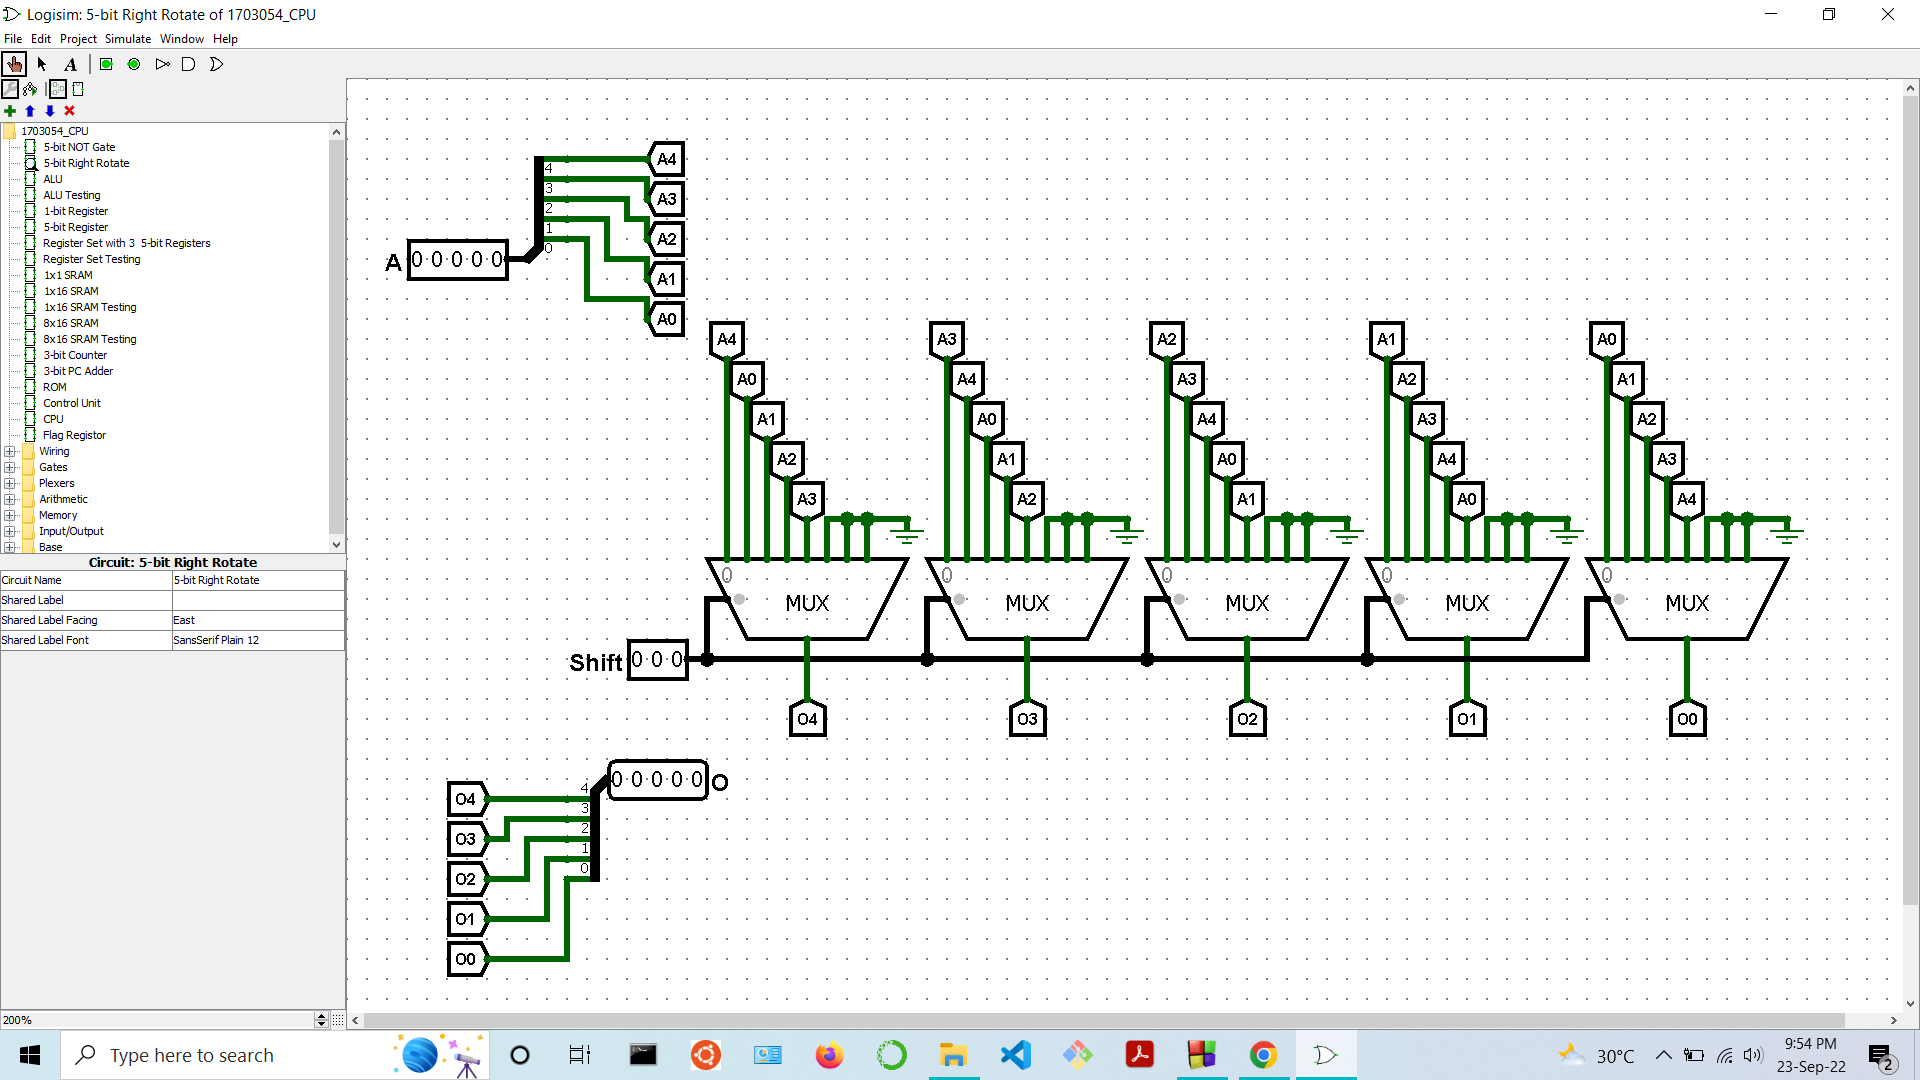 Logisim: 5-bit Right Rotate of 1703054_CPU
File Edit Project Simulate Window Help
A
1703054_CPU
5-bit NOT Gate
5-bit Right Rotate
ALU
ALU Testing
1-bit Register
5-bit Register
Register Set with 3  5-bit Registers
Register Set Testing
1x1 SRAM
1x16 SRAM
1x16 SRAM Testing
8x16 SRAM
8x16 SRAM Testing
3-bit Counter
3-bit PC Adder
ROM
Control Unit
CPU
Flag Registor
Wiring
Gates
Plexers
Arithmetic
Memory
Input/Output
Base
Circuit: 5-bit Right Rotate
Circuit Name 5-bit Right Rotate
Shared Label
Shared Label Facing East
Shared Label Font SansSerif Plain 12
200%
A 0 0 0 0 0
4
3
2
1
0
A4
A3
A2
A1
A0
A4 A3 A2 A1 A0
A0 A4 A3 A2 A1
A1 A0 A4 A3 A2
A2 A1 A0 A4 A3
A3 A2 A1 A0 A4
0 0 0 0 0
MUX MUX MUX MUX MUX
Shift 0 0 0
O4 O3 O2 O1 O0
0 0 0 0 0 O
4
3
2
1
0
O4
O3
O2
O1
O0
Type here to search
30°C
9:54 PM
23-Sep-22
2